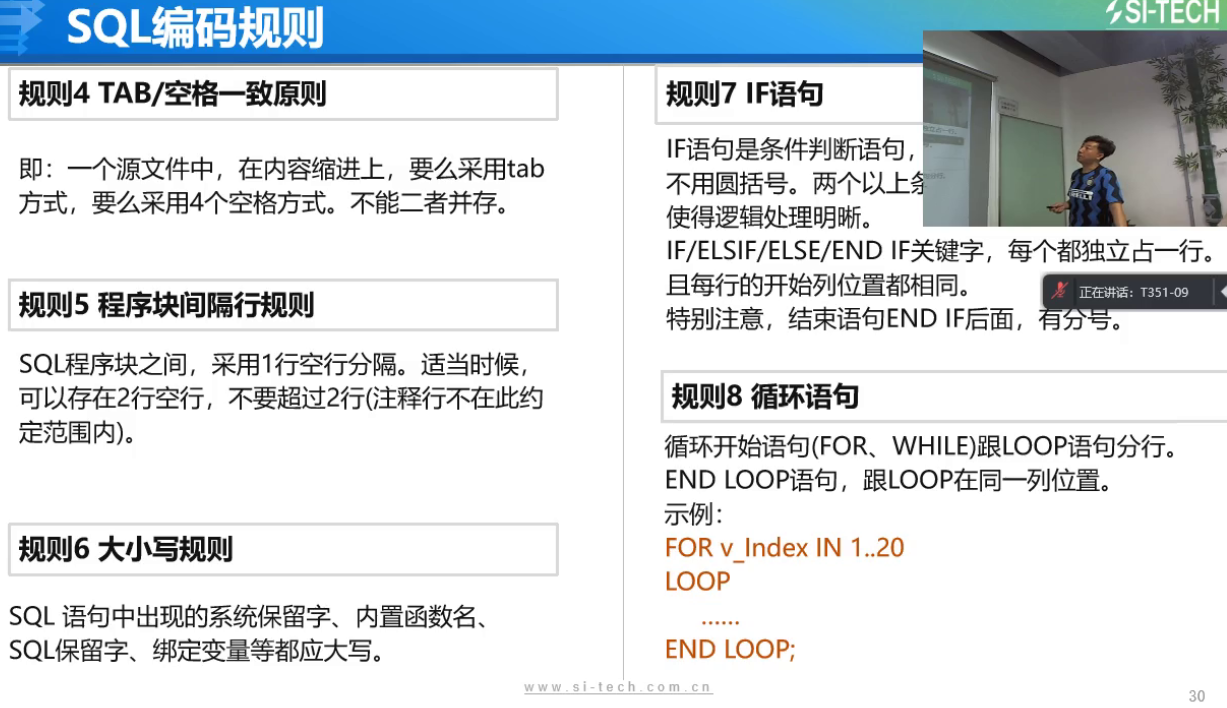 SQL编码规则
SI-TECH
规则4 TAB/空格一致原则
即：一个源文件中，在内容缩进上，要么采用tab
方式，要么采用4个空格方式。不能二者并存。
规则5 程序块间隔行规则
SQL程序块之间，采用1行空行分隔。适当时候，
可以存在2行空行，不要超过2行(注释行不在此约
定范围内)。
规则6 大小写规则
SQL 语句中出现的系统保留字、内置函数名、
SQL保留字、绑定变量等都应大写。
规则7 IF语句
IF语句是条件判断语句，
不用圆括号。两个以上条
使得逻辑处理明晰。
IF/ELSIF/ELSE/END IF关键字，每个都独立占一行。
且每行的开始列位置都相同。
正在讲话：T351-09
特别注意，结束语句END IF后面，有分号。
规则8 循环语句
循环开始语句(FOR、WHILE)跟LOOP语句分行。
END LOOP语句，跟LOOP在同一列位置。
示例：
FOR v_Index IN 1..20
LOOP
......
END LOOP;
www.si-tech.com.cn
30